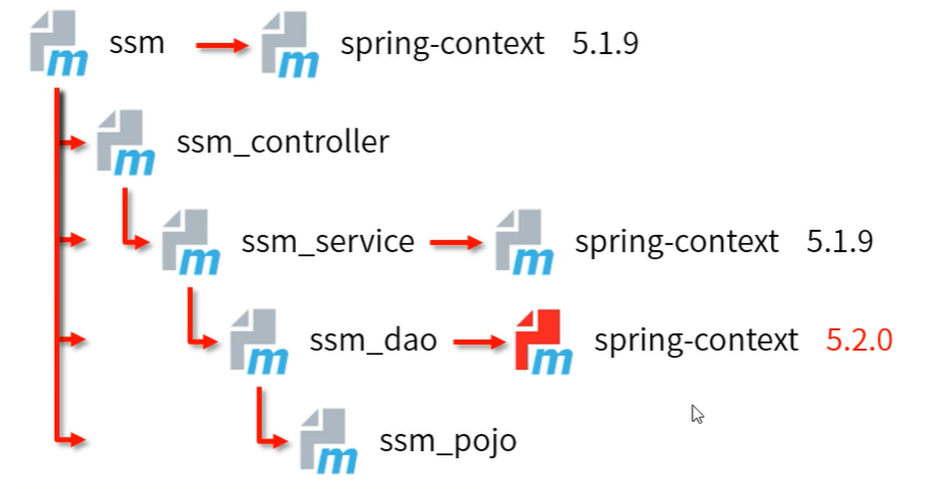 m ssm m spring-context 5.1.9
m ssm_controller
m ssm_service m spring-context 5.1.9
m ssm_dao m spring-context 5.2.0
m ssm_pojo